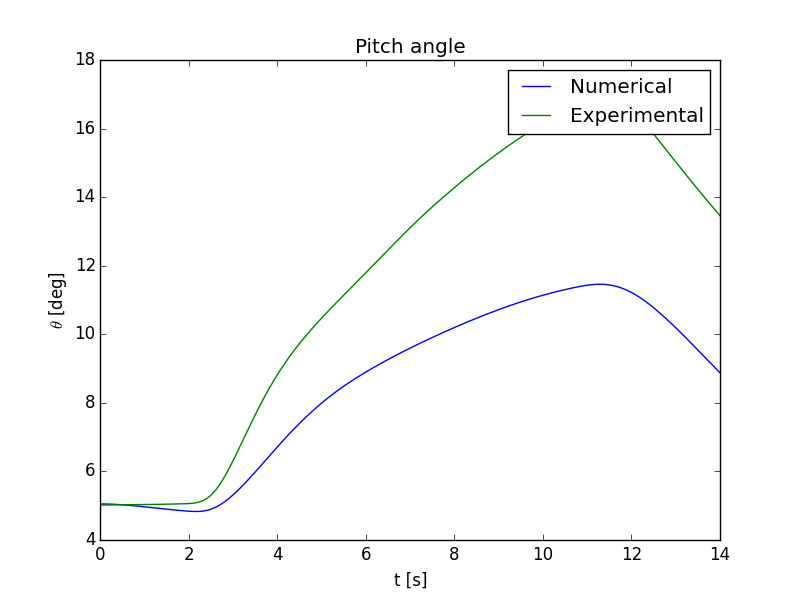 Pitch angle
18
16
14
12
10
8
6
4
θ [deg]
Numerical
Experimental
0 2 4 6 8 10 12 14
t [s]